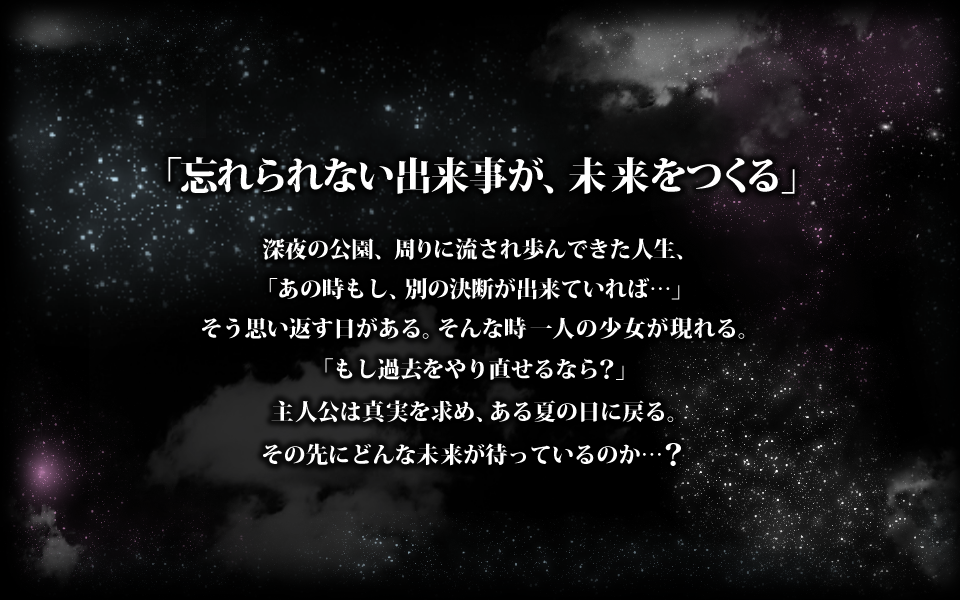 「忘れられない出来事が、未来をつくる」
深夜の公園、周りに流され歩んできた人生、
「あの時もし、別の決断が出来ていれば…」
そう思い返す日がある。そんな時一人の少女が現れる。
「もし過去をやり直せるなら？」
主人公は真実を求め、ある夏の日に戻る。
その先にどんな未来が待っているのか…？